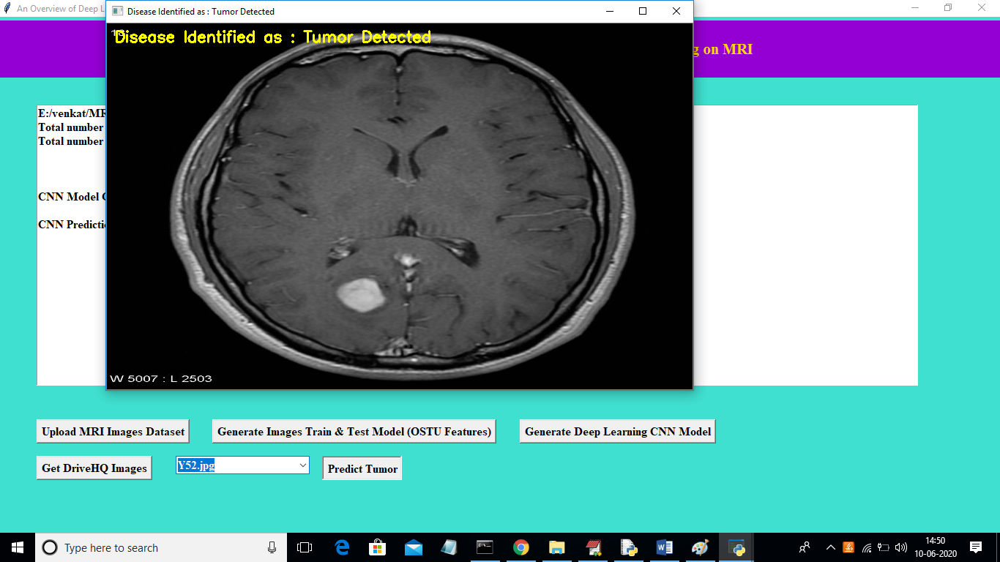 An Overview of Deep L
Disease Identified as : Tumor Detected
Disease Identified as : Tumor Detected
g on MRI
E:/venkat/MR
Total number
Total number
CNN Model
CNN
W 5007 : L 2503
Upload MRI Images Dataset
Generate Images Train & Test Model (OSTU Features)
Generate Deep Learning CNN Model
Get DriveHQ Images
Y52.jpg
Predict Tumor
Type here to search
14:50
10-06-2020